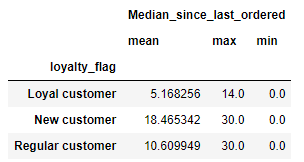 Median_since_last_ordered
mean max min
loyalty_flag
Loyal customer 5.168256 14.0 0.0
New customer 18.465342 30.0 0.0
Regular customer 10.609949 30.0 0.0